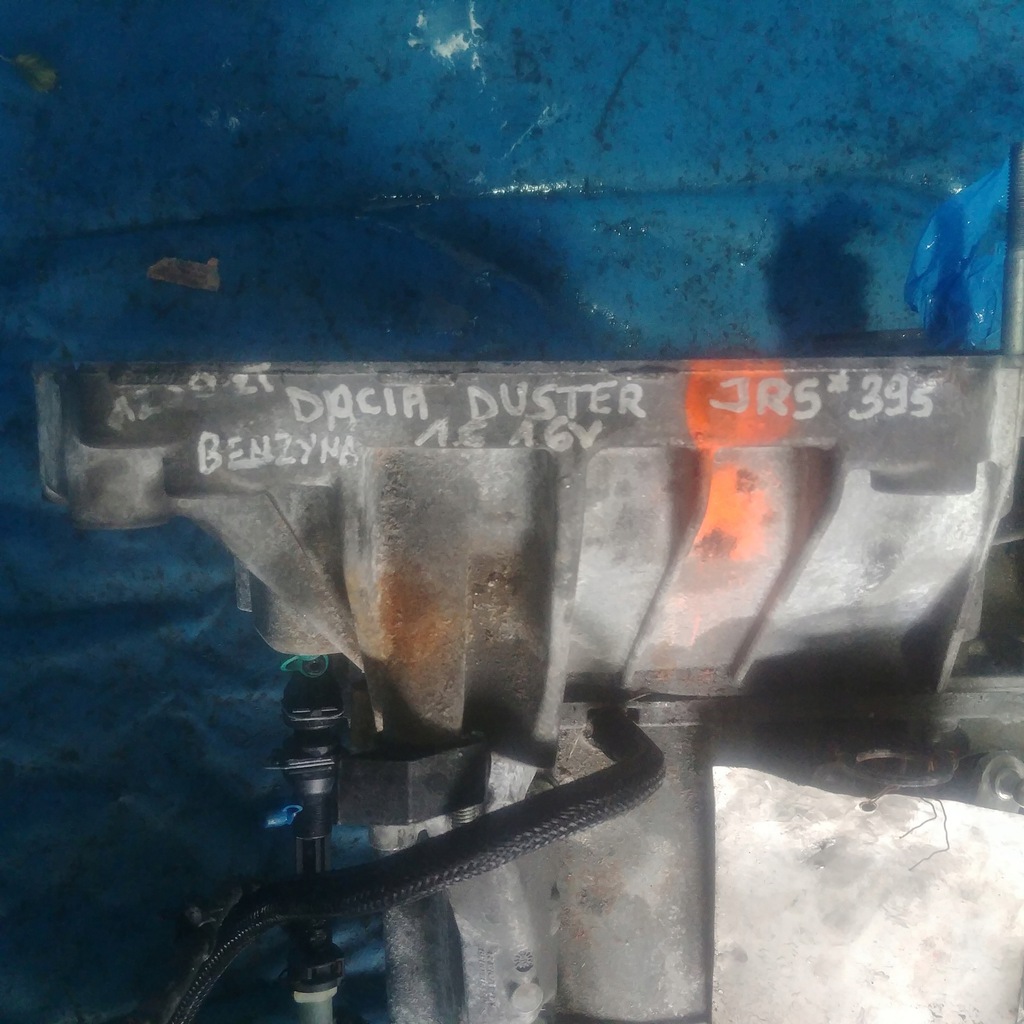 DACIA DUSTER JR5*395
BENZYNA 1.6 16V